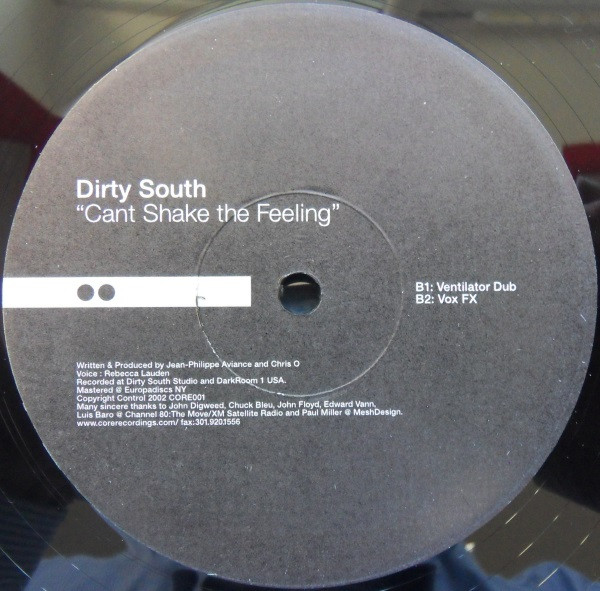 Dirty South
“Cant Shake the Feeling”
B1: Ventilator Dub
B2: Vox FX
Written & Produced by Jean-Philippe Aviance and Chris O
Voice : Rebecca Lauden
Recorded at Dirty South Studio and DarkRoom 1 USA.
Mastered @ Europadiscs NY
Copyright Control 2002 CORE001
Many sincere thanks to John Digweed, Chuck Bleu, John Floyd, Edward Vann,
Luis Baro @ Channel 80:The Move/XM Satellite Radio and Paul Miller @ MeshDesign.
www.corerecordings.com/ fax:301.920.1556